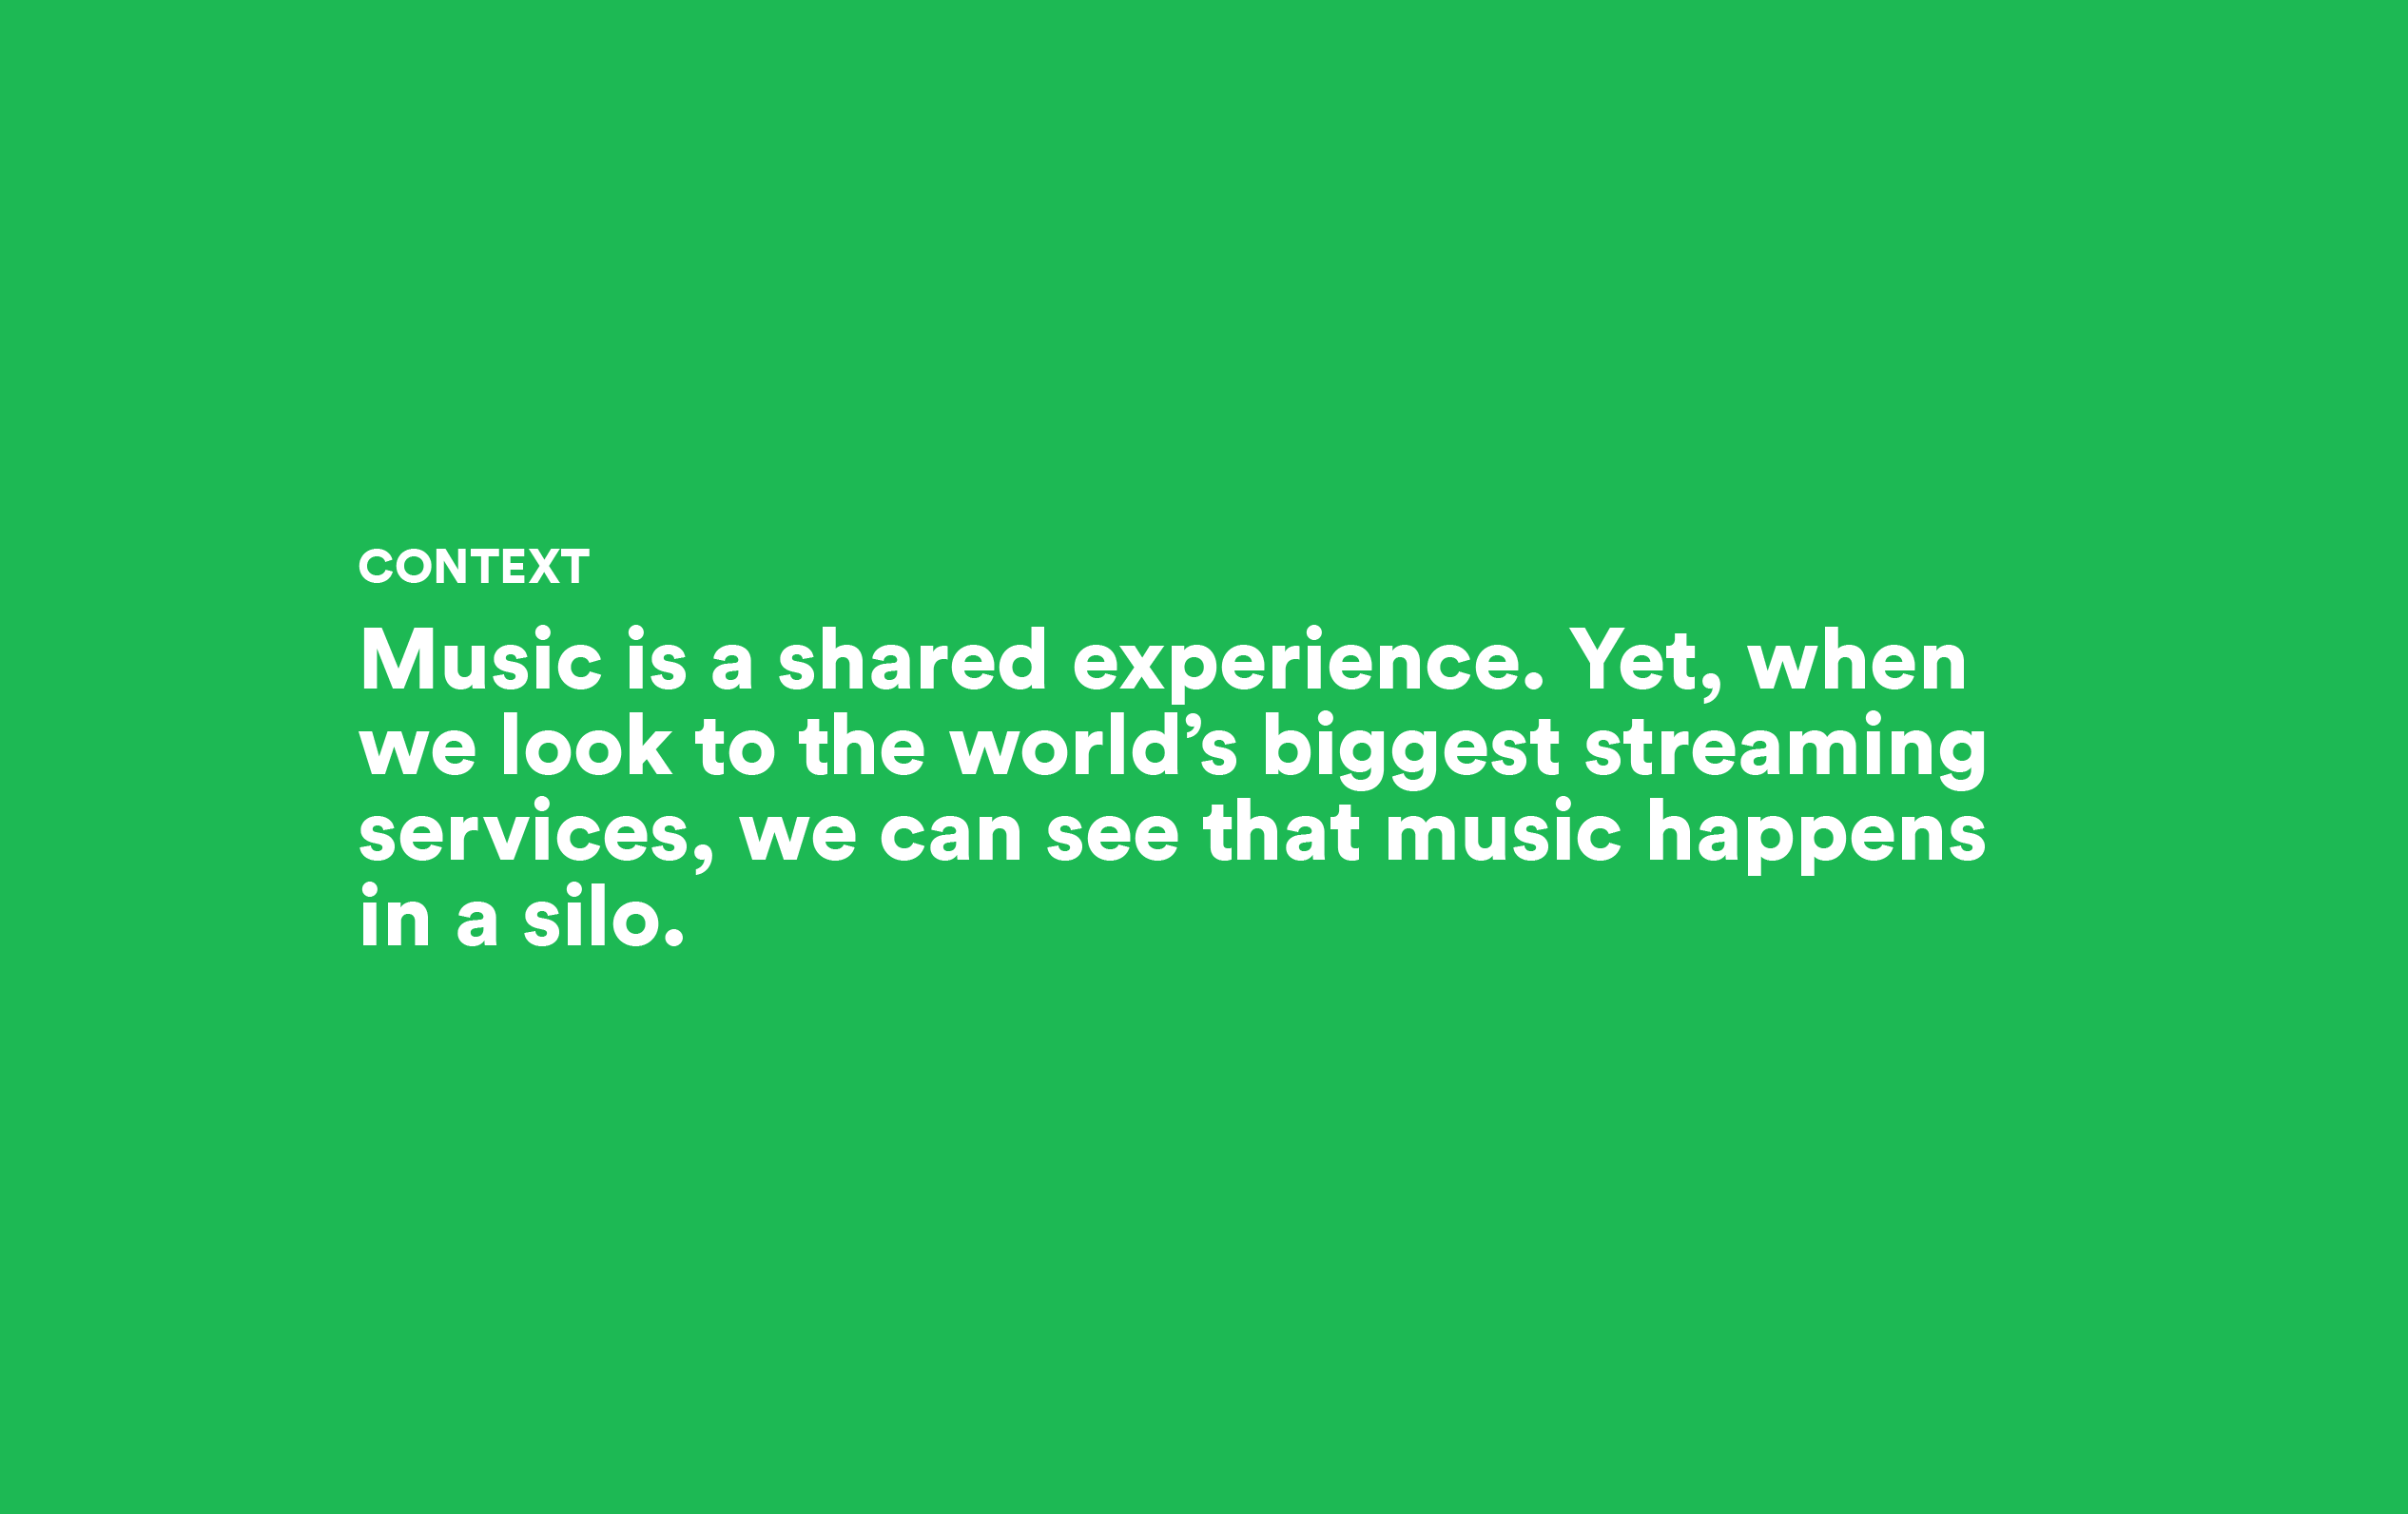 CONTEXT
Music is a shared experience. Yet, when
we look to the world’s biggest streaming
services, we can see that music happens
in a silo.